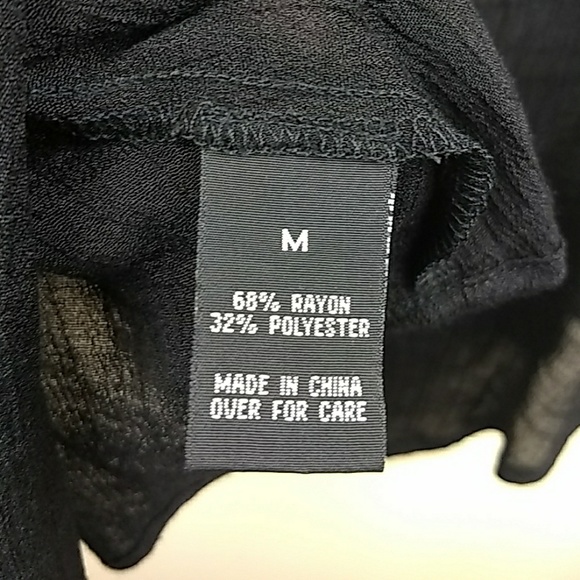 M
68% RAYON
32% POLYESTER
MADE IN CHINA
OVER FOR CARE